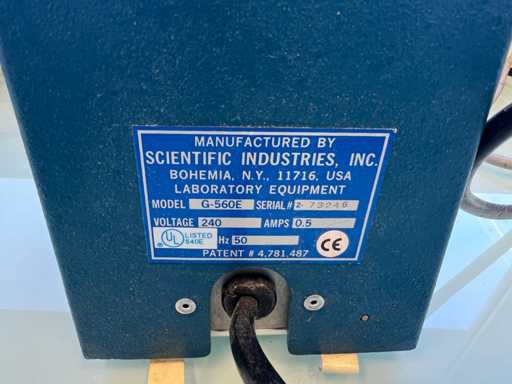 MANUFACTURED BY
SCIENTIFIC INDUSTRIES, INC.
BOHEMIA, N.Y., 11716, USA
LABORATORY EQUIPMENT
MODEL G-560E SERIAL # 2- 73246
VOLTAGE 240 AMPS 0.5
UL LISTED 540E Hz 50 CE
PATENT # 4,781,487